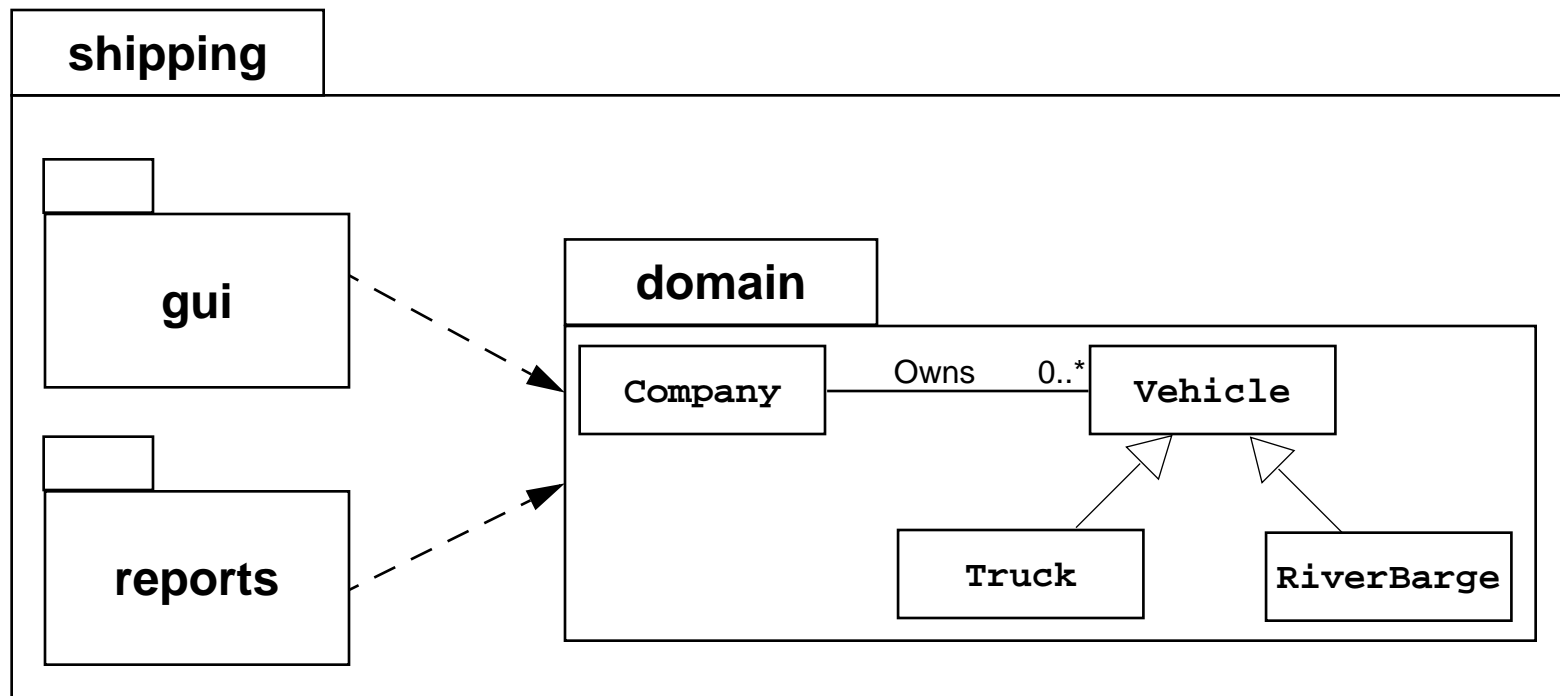 shipping
gui
domain
Company
Owns
0..*
Vehicle
reports
Truck
RiverBarge